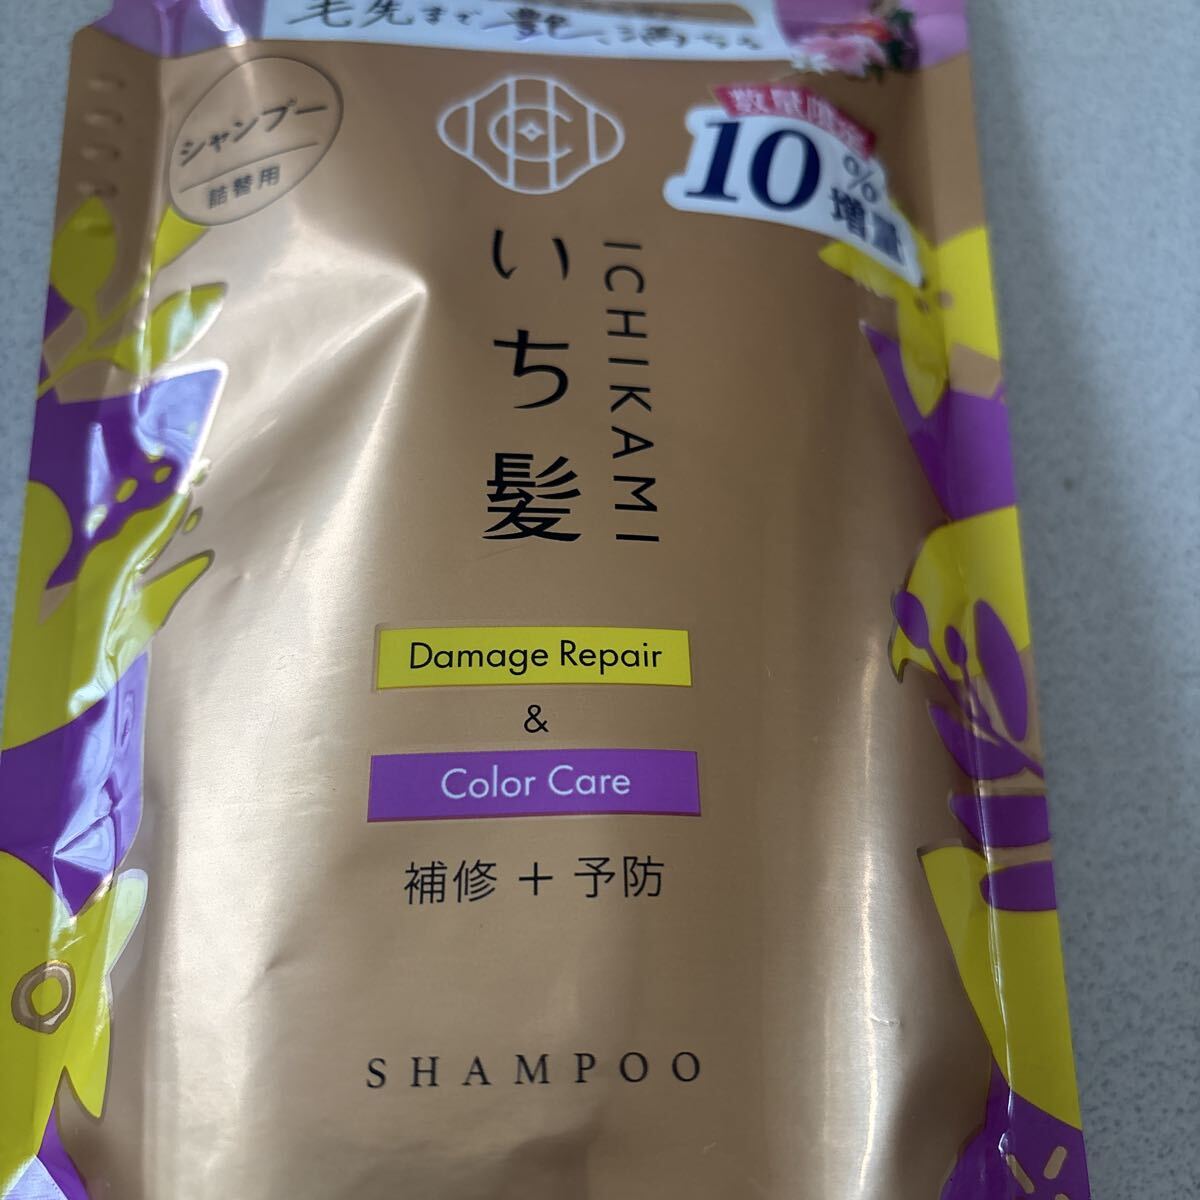 毛先まで艶、満ちる
シャンプー
詰替用
数量限定
10%
増量
いち髪
ICHIKAMI
Damage Repair
&
Color Care
補修 + 予防
SHAMPOO